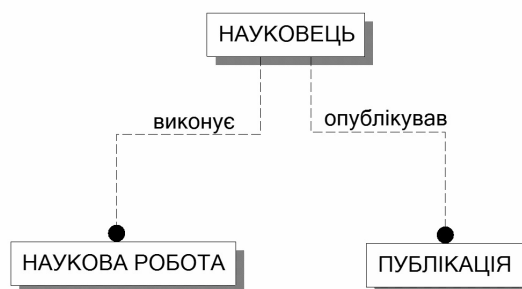 НАУКОВЕЦЬ
виконує
опублікував
НАУКОВА РОБОТА
ПУБЛІКАЦІЯ